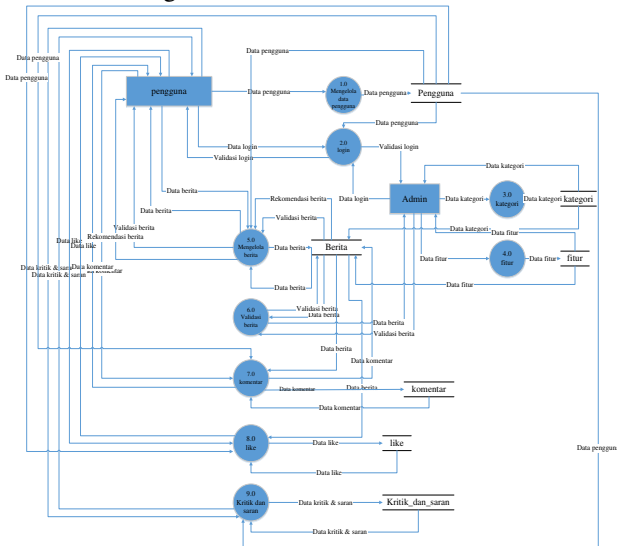 Data pengguna
Data pengguna
Data pengguna
pengguna
Data pengguna
1.0
Mengelola
data
pengguna
Data pengguna
Pengguna
Data pengguna
Data login
Validasi login
2.0
login
Validasi login
Data kategori
Data login
Admin
Data kategori
3.0
kategori
Data kategori
kategori
Data berita
Data berita
Rekomendasi berita
Validasi berita
Validasi berita
Rekomendasi berita
Data kategori
Data fitur
Data like
Data like
5.0
Mengelola
berita
Data berita
Berita
Data fitur
4.0
fitur
Data fitur
fitur
Data kritik & saran
Data komentar
Data kritik & saran
Data berita
Data fitur
6.0
Validasi
berita
Validasi berita
Data berita
Data berita
Validasi berita
Data berita
Data komentar
7.0
komentar
Data komentar
Data berita
komentar
Data komentar
8.0
like
Data like
like
Data like
Data pengguna
9.0
Kritik dan
saran
Data kritik & saran
Kritik_dan_saran
Data kritik & saran